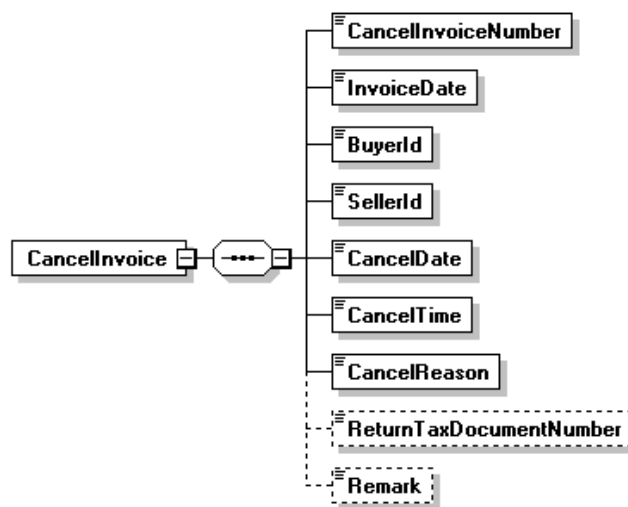 CancelInvoiceNumber
InvoiceDate
BuyerId
SellerId
CancelInvoice
CancelDate
CancelTime
CancelReason
ReturnTaxDocumentNumber
Remark